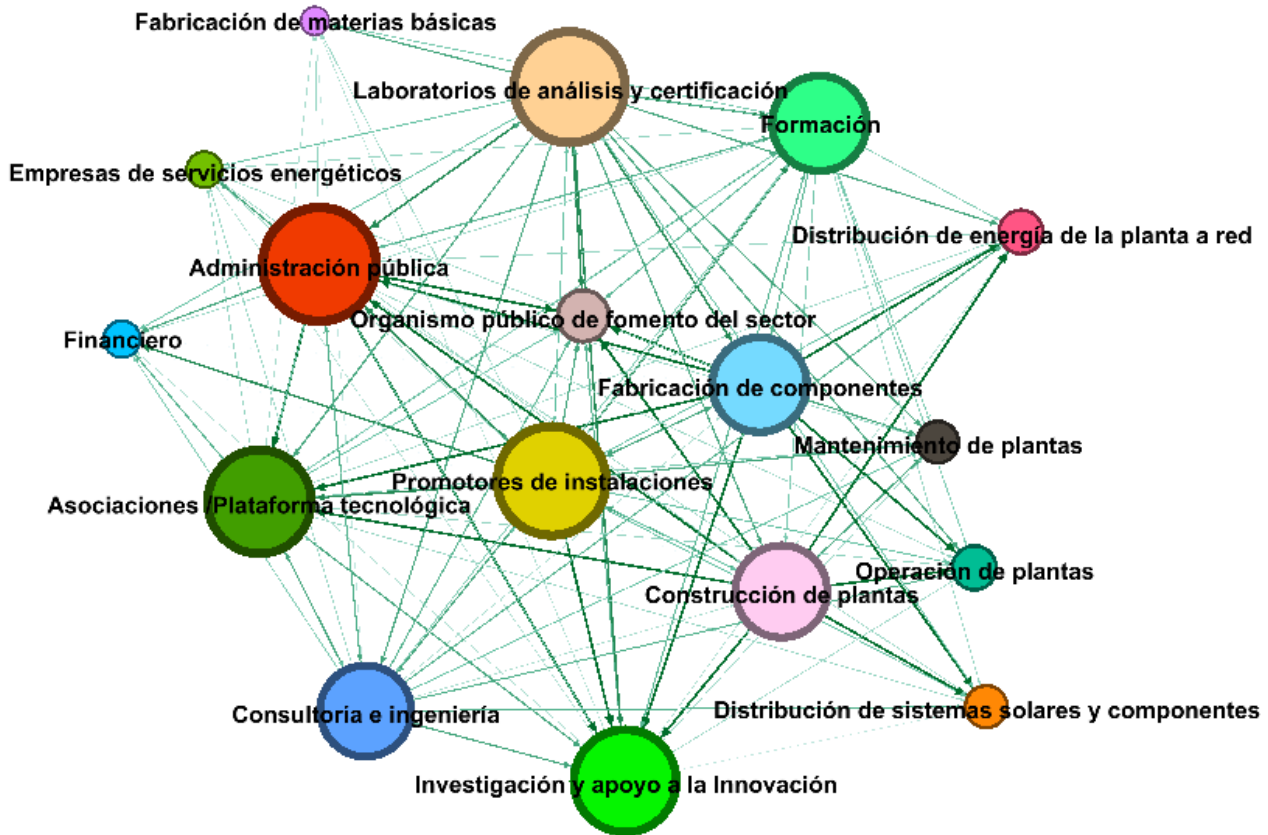 Fabricación de materias básicas
Laboratorios de análisis y certificación
Formación
Empresas de servicios energéticos
Distribución de energía de la planta a red
Administración pública
Organismo público de fomento del sector
Financiero
Fabricación de componentes
Mantenimiento de plantas
Promotores de instalaciones
Asociaciones /Plataforma tecnológica
Operación de plantas
Construcción de plantas
Distribución de sistemas solares y componentes
Consultoría e ingeniería
Investigación y apoyo a la Innovación